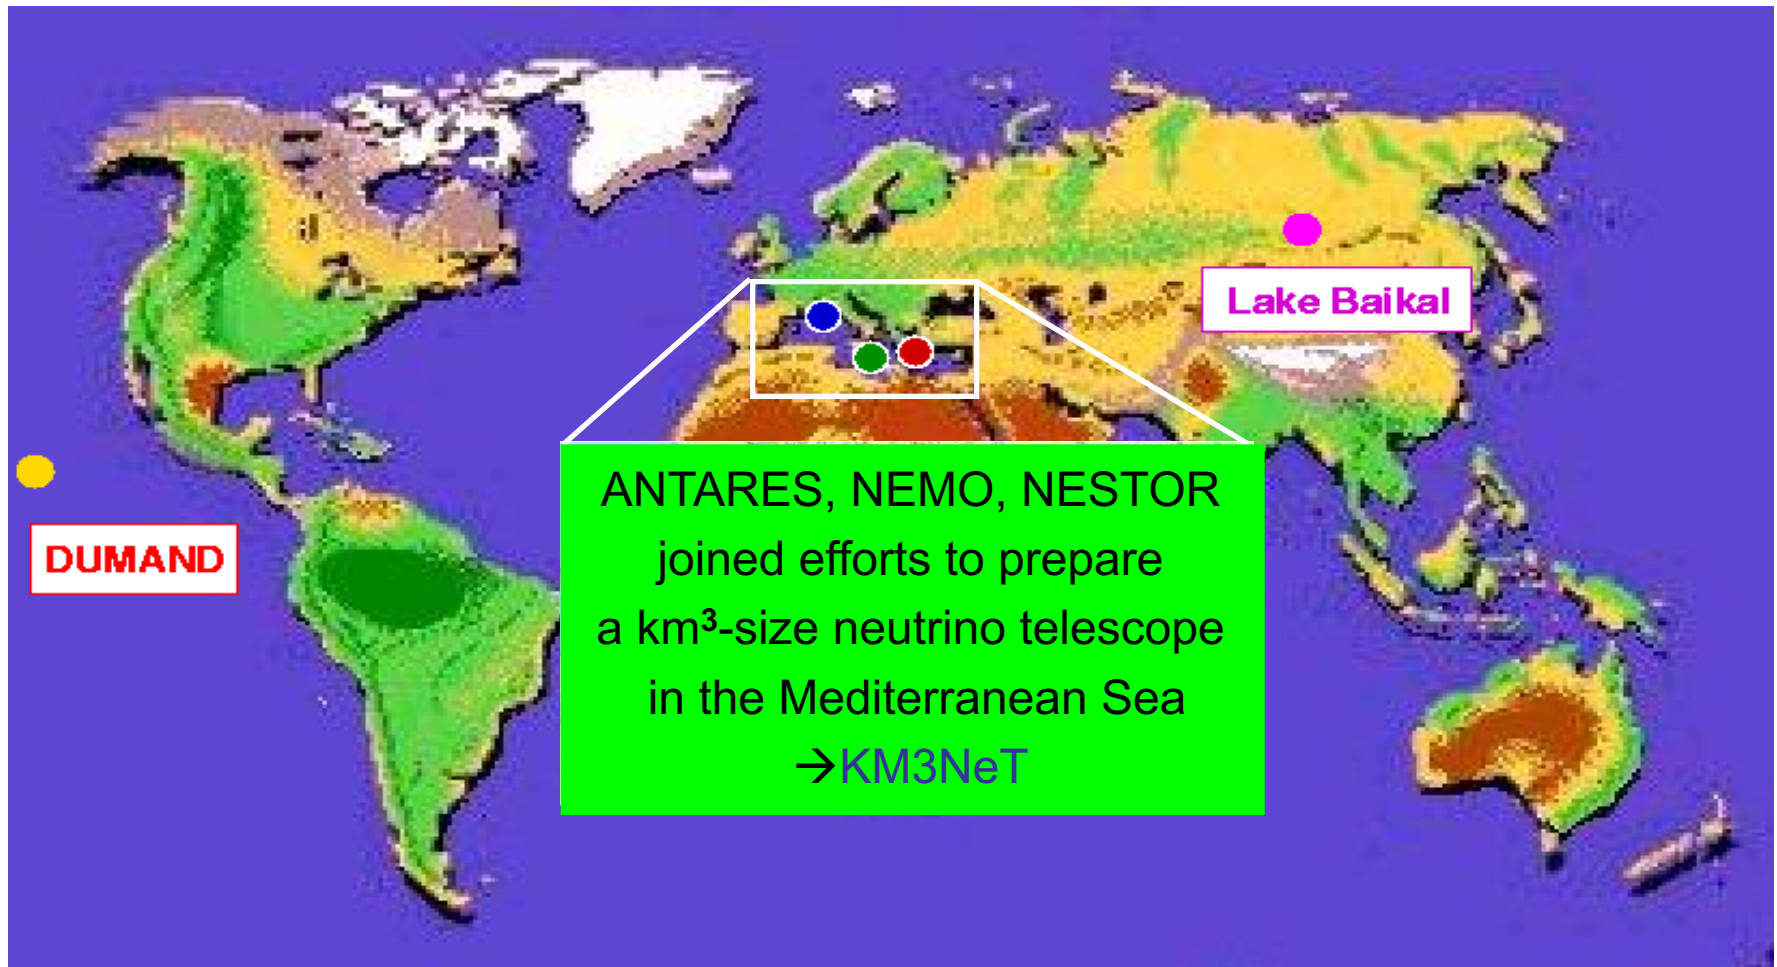 Lake Baikal
ANTARES, NEMO, NESTOR
joined efforts to prepare
a km³-size neutrino telescope
in the Mediterranean Sea
→KM3NeT
DUMAND